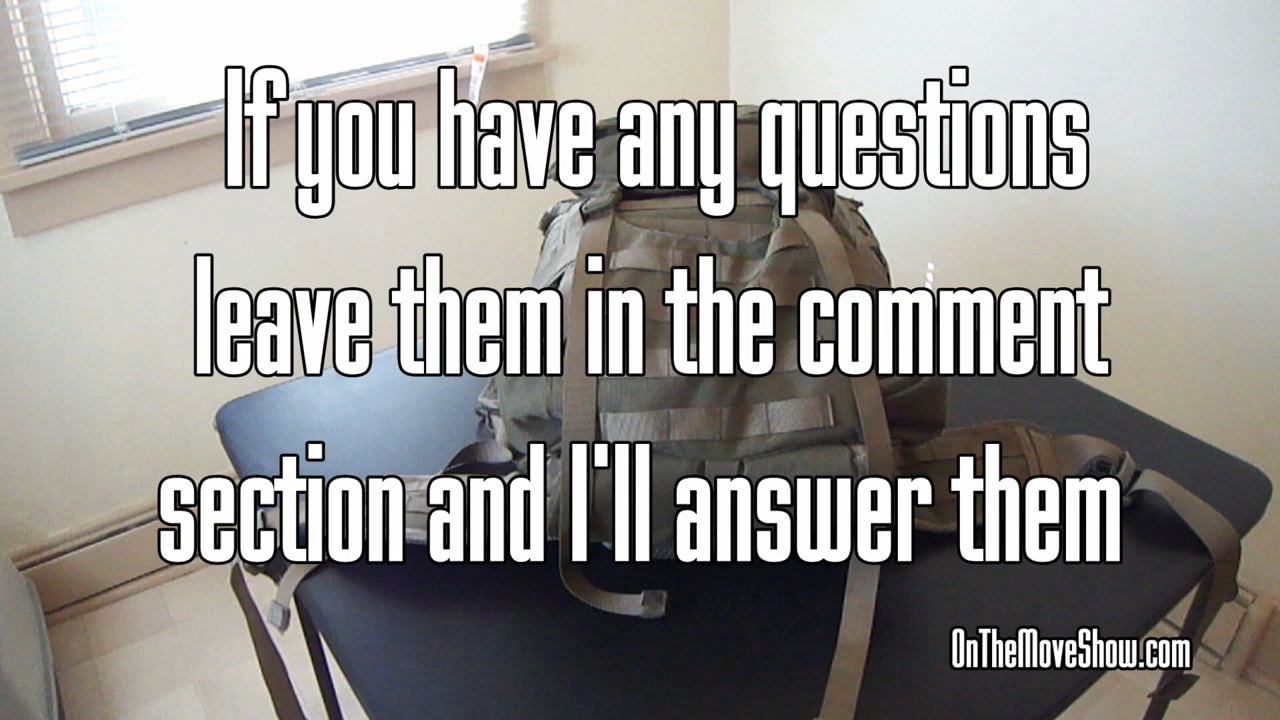 If you have any questions
leave them in the comment
section and I'll answer them
OnTheMoveShow.com